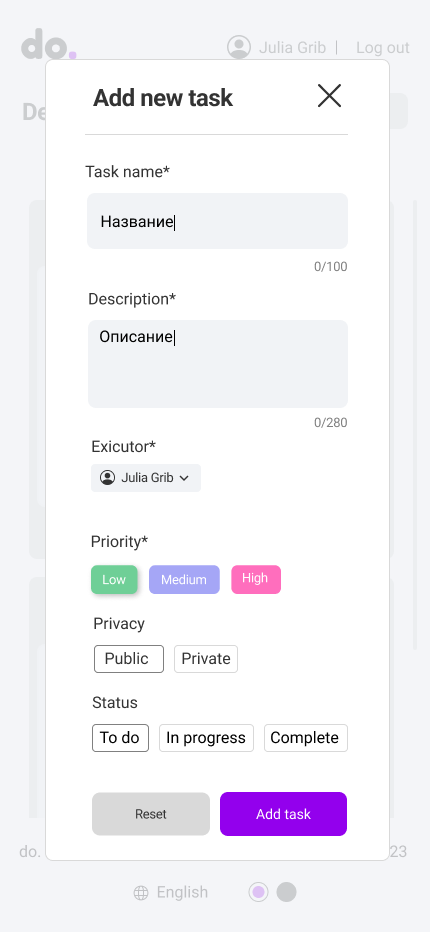 do.
Julia Grib | Log out
De
Add new task
Task name*
Название
0/100
Description*
Описание
0/280
Exicutor*
Julia Grib
Priority*
Low Medium High
Privacy
Public Private
Status
To do In progress Complete
Reset Add task
do. 23
English